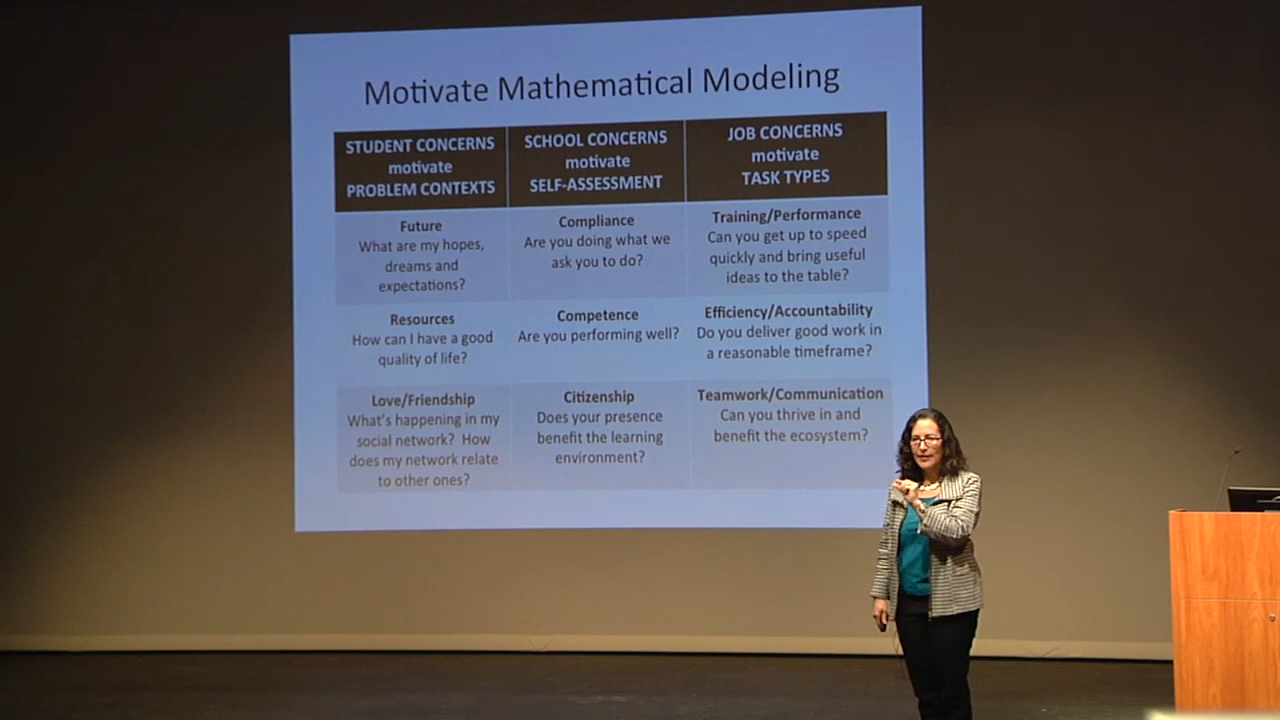 Motivate Mathematical Modeling
STUDENT CONCERNS
motivate
PROBLEM CONTEXTS
SCHOOL CONCERNS
motivate
SELF-ASSESSMENT
JOB CONCERNS
motivate
TASK TYPES
Future
What are my hopes,
dreams and
expectations?
Compliance
Are you doing what we
ask you to do?
Training/Performance
Can you get up to speed
quickly and bring useful
ideas to the table?
Resources
How can I have a good
quality of life?
Competence
Are you performing well?
Efficiency/Accountability
Do you deliver good work in
a reasonable timeframe?
Love/Friendship
What's happening in my
social network? How
does my network relate
to other ones?
Citizenship
Does your presence
benefit the learning
environment?
Teamwork/Communication
Can you thrive in and
benefit the ecosystem?